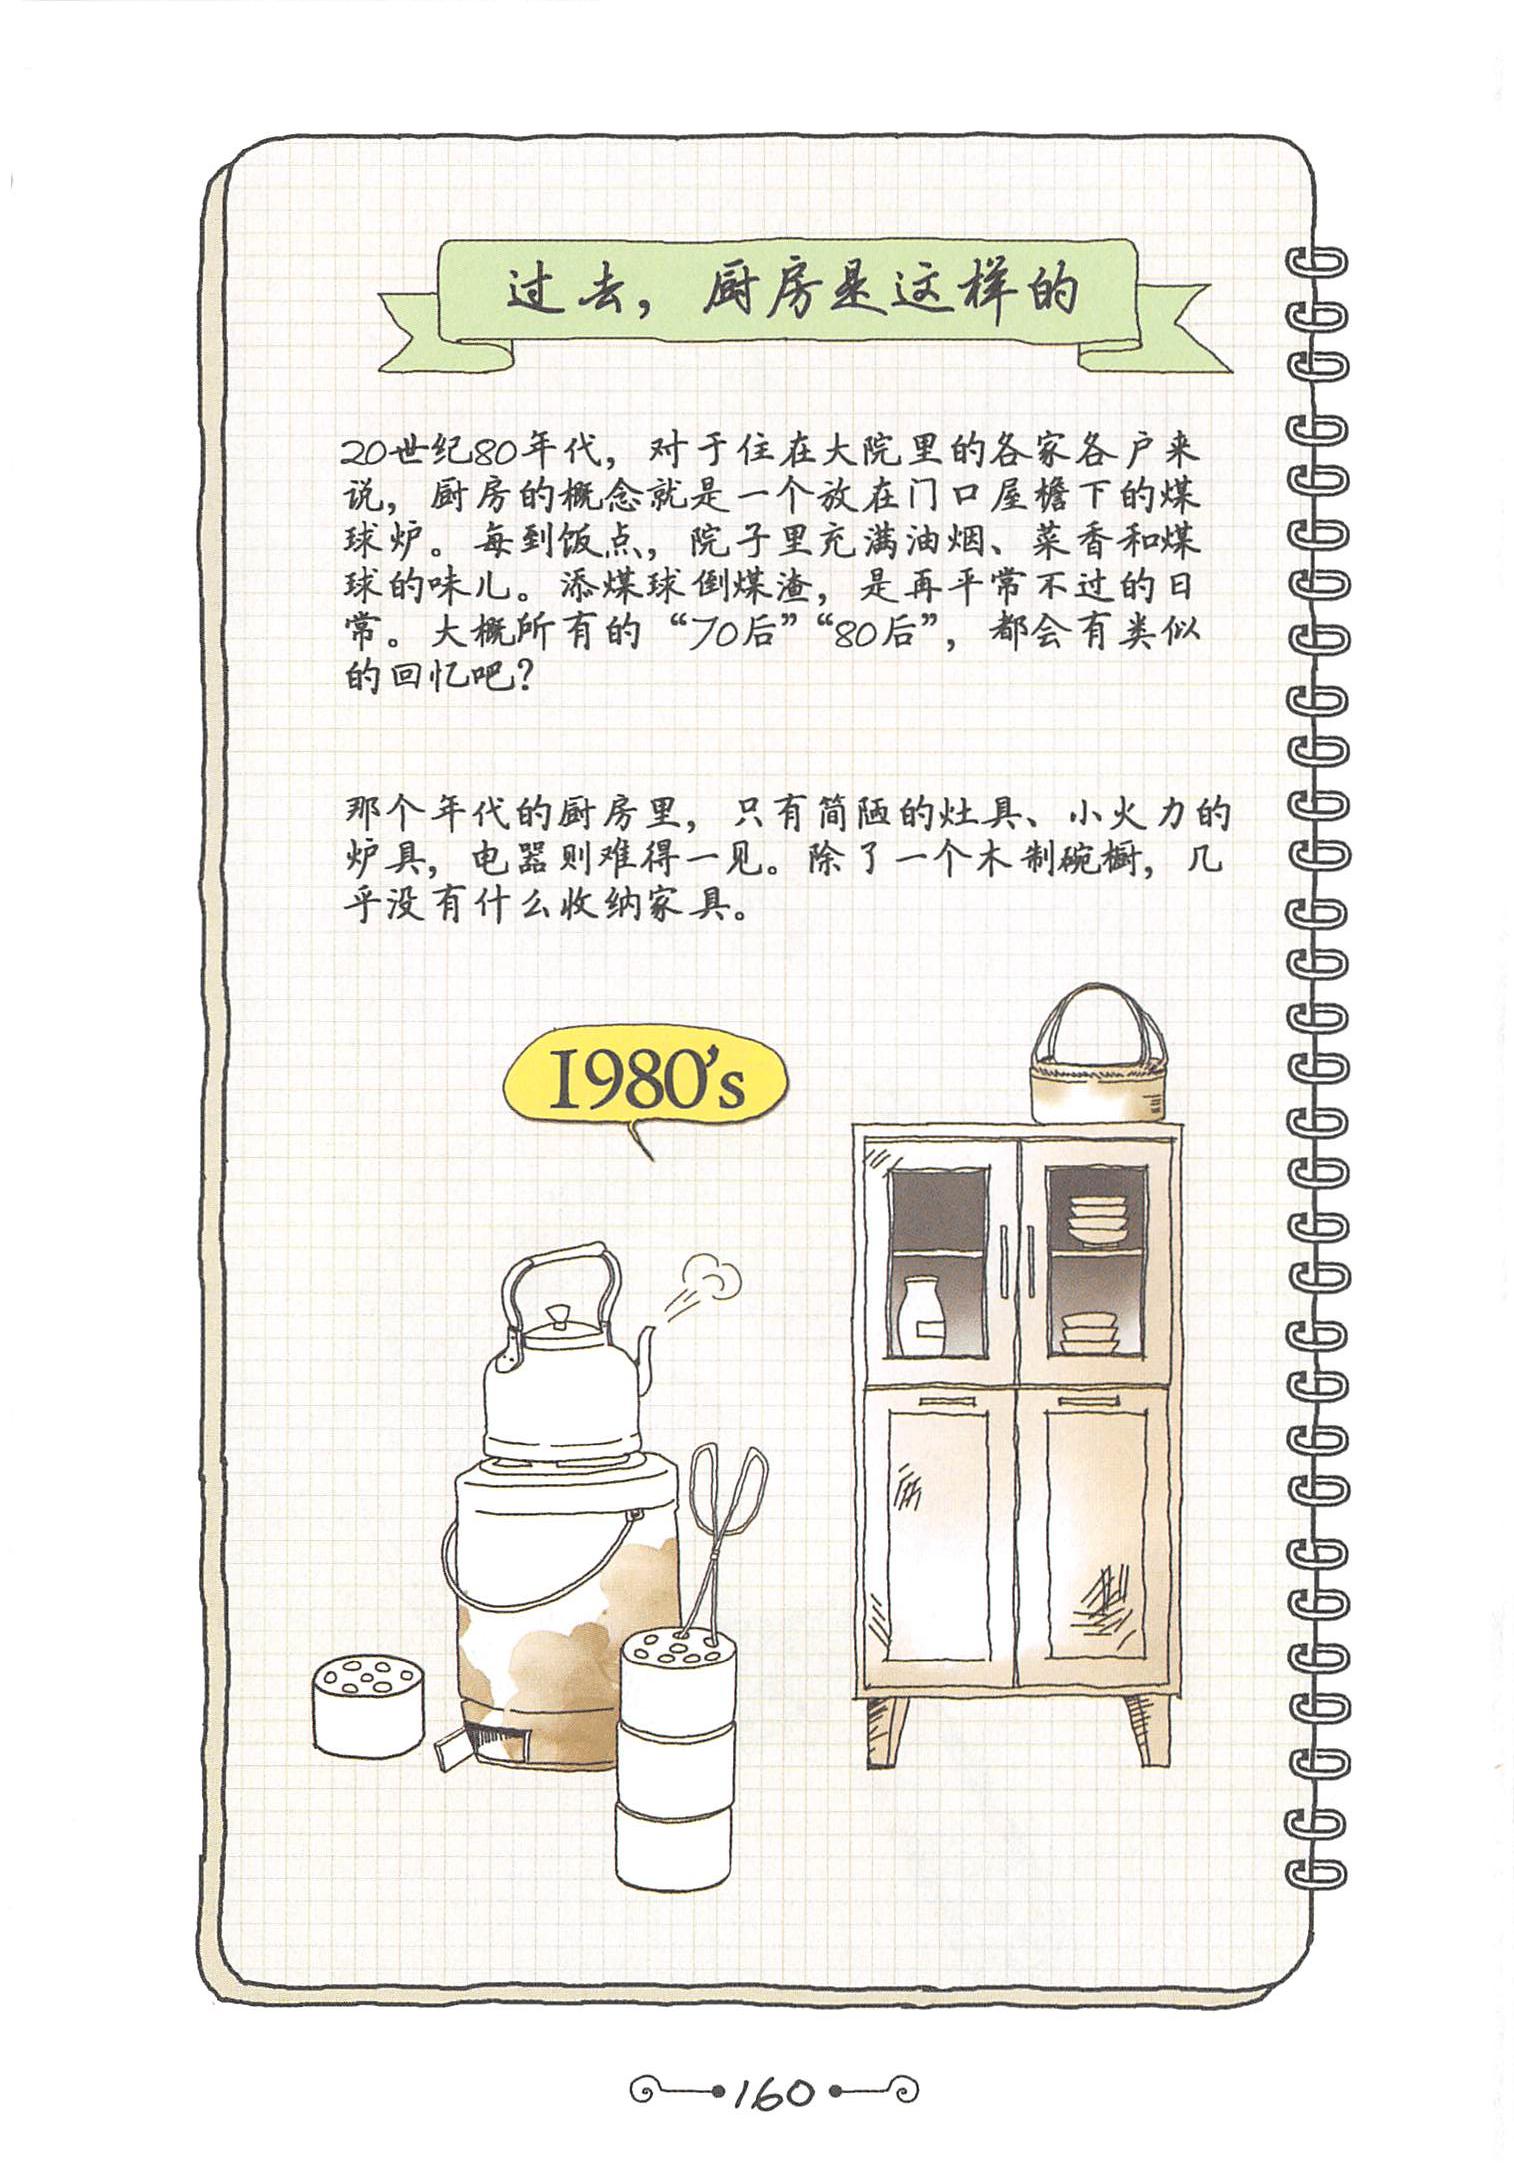 过去，厨房是这样的
20世纪80年代，对于住在大院里的各家各户来
说，厨房的概念就是一个放在门口屋檐下的煤
球炉。每到饭点，院子里充满油烟、菜香和煤
球的味儿。添煤球倒煤渣，是再平常不过的日
常。大概所有的“70后”“80后”，都会有类似
的回忆吧？
那个年代的厨房里，只有简陋的灶具、小火力的
炉具，电器则难得一见。除了一个木制碗橱，几
乎没有什么收纳家具。
1980's
160